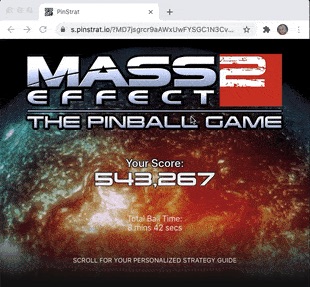 PinStrat
s.pinstrat.io/?MD7jsgrcr9aAWxUwFYSGC1N3Cv...
MASS 2
EFFECT
THE PINBALL GAME
Your Score:
543,267
Total Ball Time:
8 mins 42 secs
SCROLL FOR YOUR PERSONALIZED STRATEGY GUIDE